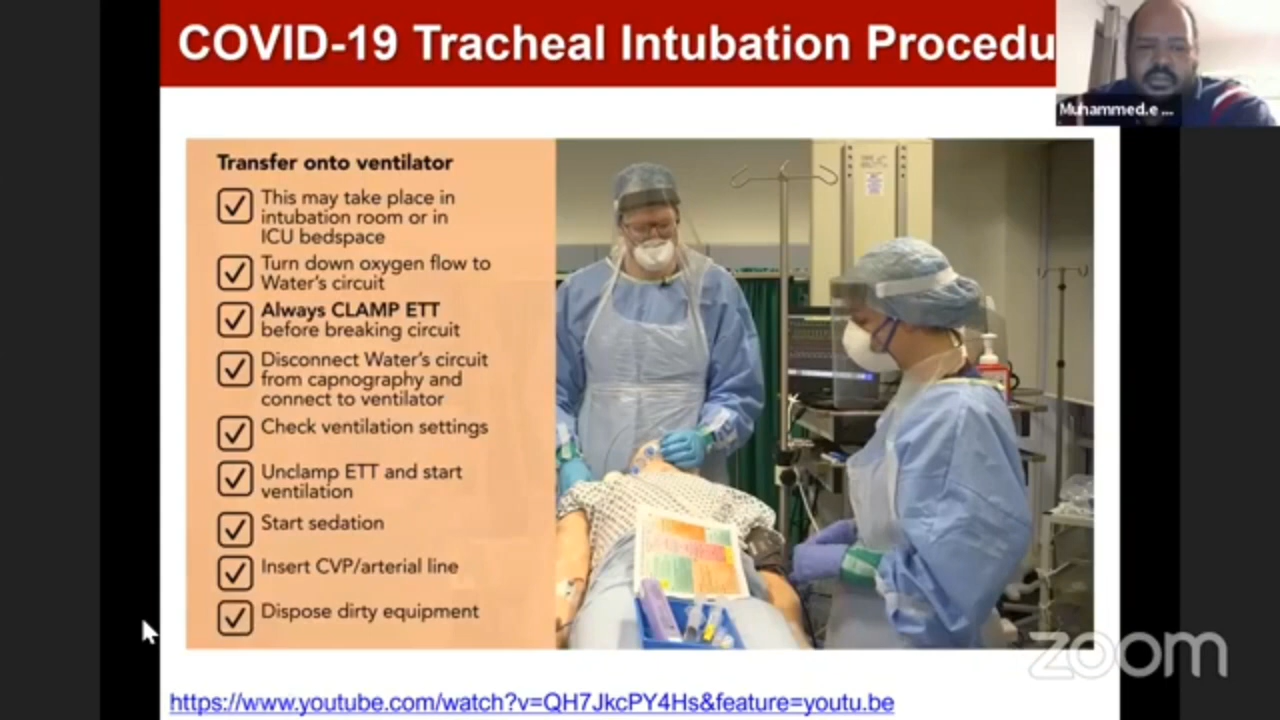 COVID-19 Tracheal Intubation Procedu
Muhammed.e ...
Transfer onto ventilator
This may take place in
intubation room or in
ICU bedspace
Turn down oxygen flow to
Water's circuit
Always CLAMP ETT
before breaking circuit
Disconnect Water's circuit
from capnography and
connect to ventilator
Check ventilation settings
Unclamp ETT and start
ventilation
Start sedation
Insert CVP/arterial line
Dispose dirty equipment
zoom
https://www.youtube.com/watch?v=QH7JkcPY4Hs&feature=youtu.be